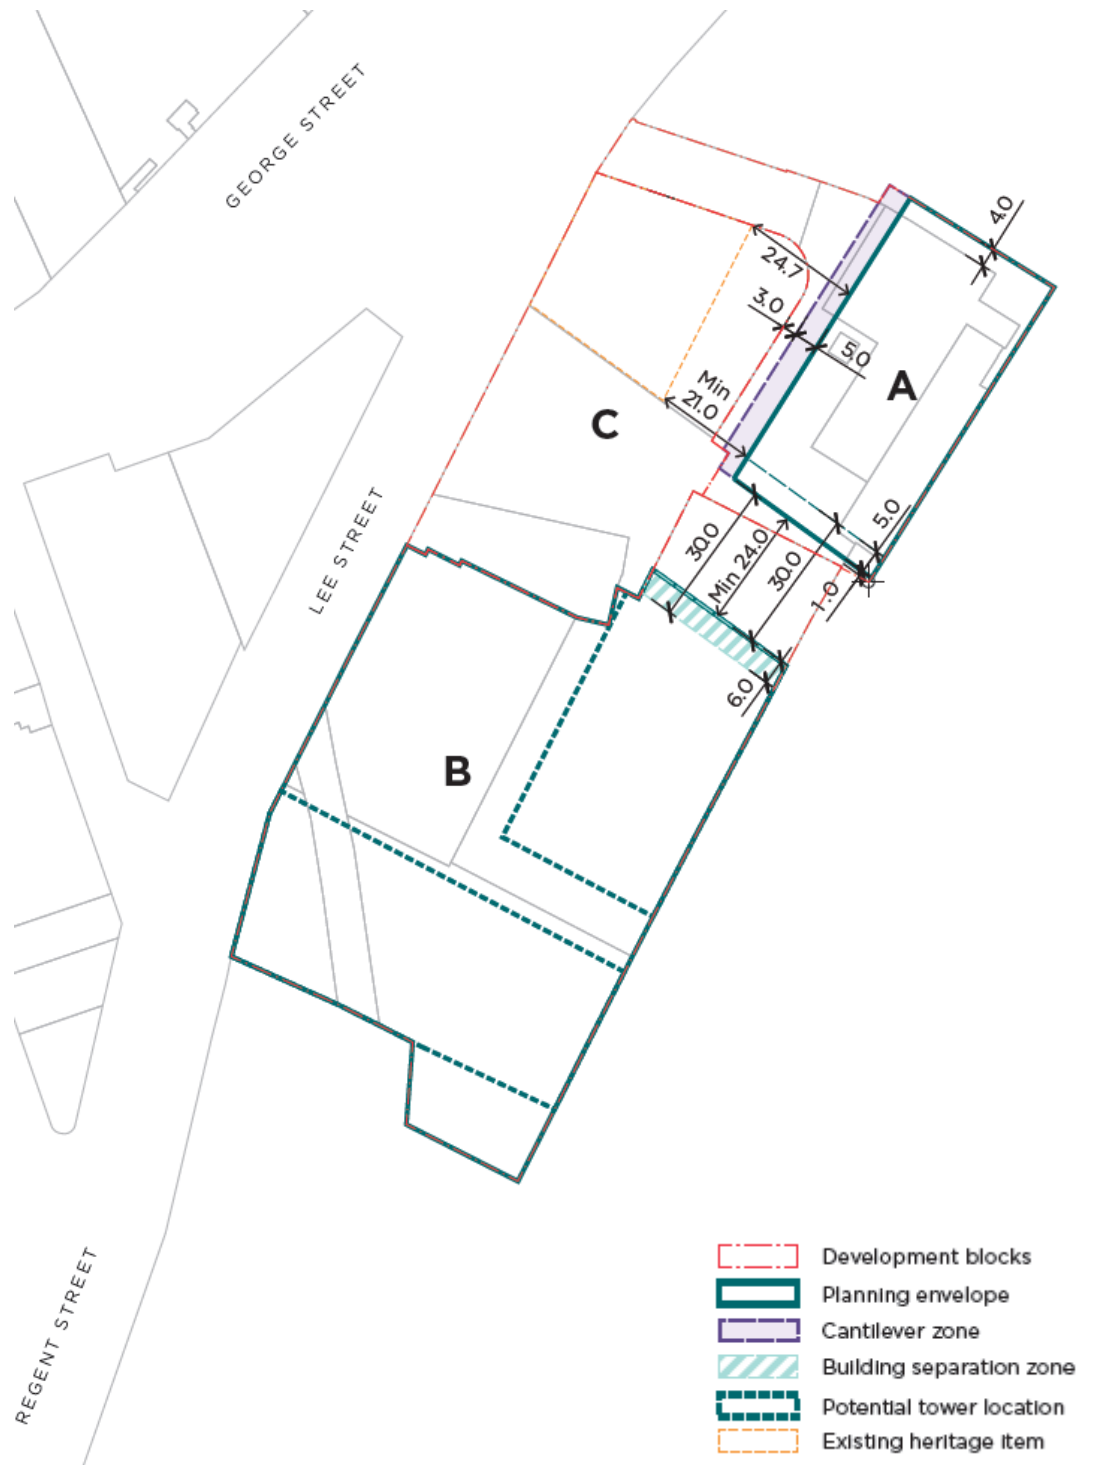 GEORGE STREET
4.0
24.7
3.0
5.0
A
Min
21.0
C
LEE STREET
30.0
Min 24.0
30.0
5.0
1.0
6.0
B
REGENT STREET
Development blocks
Planning envelope
Cantilever zone
Building separation zone
Potential tower location
Existing heritage item